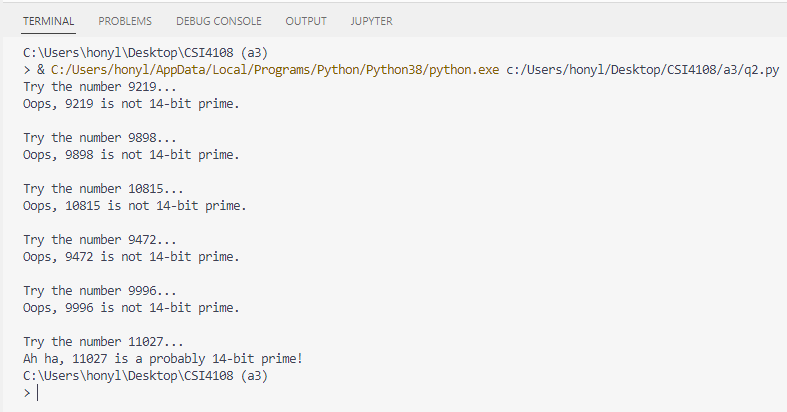 TERMINAL PROBLEMS DEBUG CONSOLE OUTPUT JUPYTER
C:\Users\honyl\Desktop\CSI4108 (a3)
> & C:/Users/honyl/AppData/Local/Programs/Python/Python38/python.exe c:/Users/honyl/Desktop/CSI4108/a3/q2.py
Try the number 9219...
Oops, 9219 is not 14-bit prime.
Try the number 9898...
Oops, 9898 is not 14-bit prime.
Try the number 10815...
Oops, 10815 is not 14-bit prime.
Try the number 9472...
Oops, 9472 is not 14-bit prime.
Try the number 9996...
Oops, 9996 is not 14-bit prime.
Try the number 11027...
Ah ha, 11027 is a probably 14-bit prime!
C:\Users\honyl\Desktop\CSI4108 (a3)
>